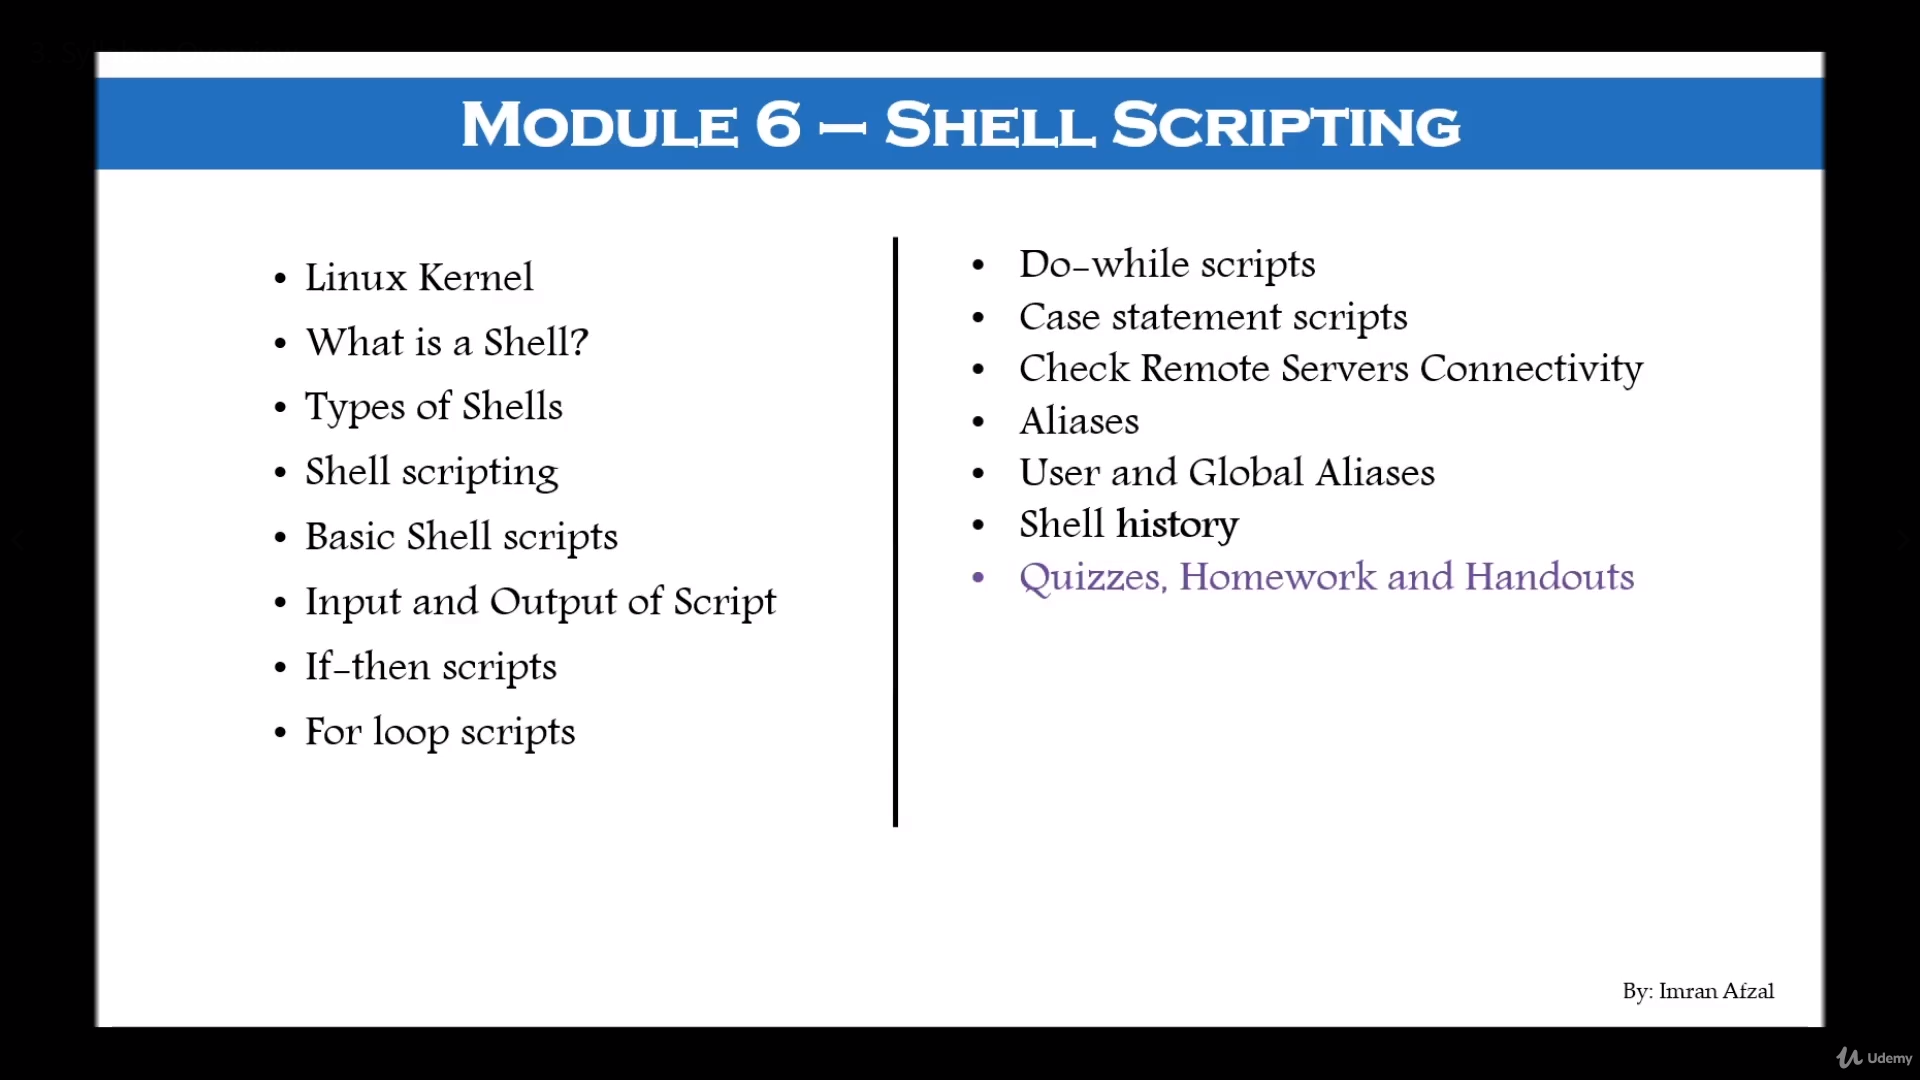 Module 6 – Shell Scripting
• Linux Kernel
• What is a Shell?
• Types of Shells
• Shell scripting
• Basic Shell scripts
• Input and Output of Script
• If-then scripts
• For loop scripts
• Do-while scripts
• Case statement scripts
• Check Remote Servers Connectivity
• Aliases
• User and Global Aliases
• Shell history
• Quizzes, Homework and Handouts
By: Imran Afzal
Udemy